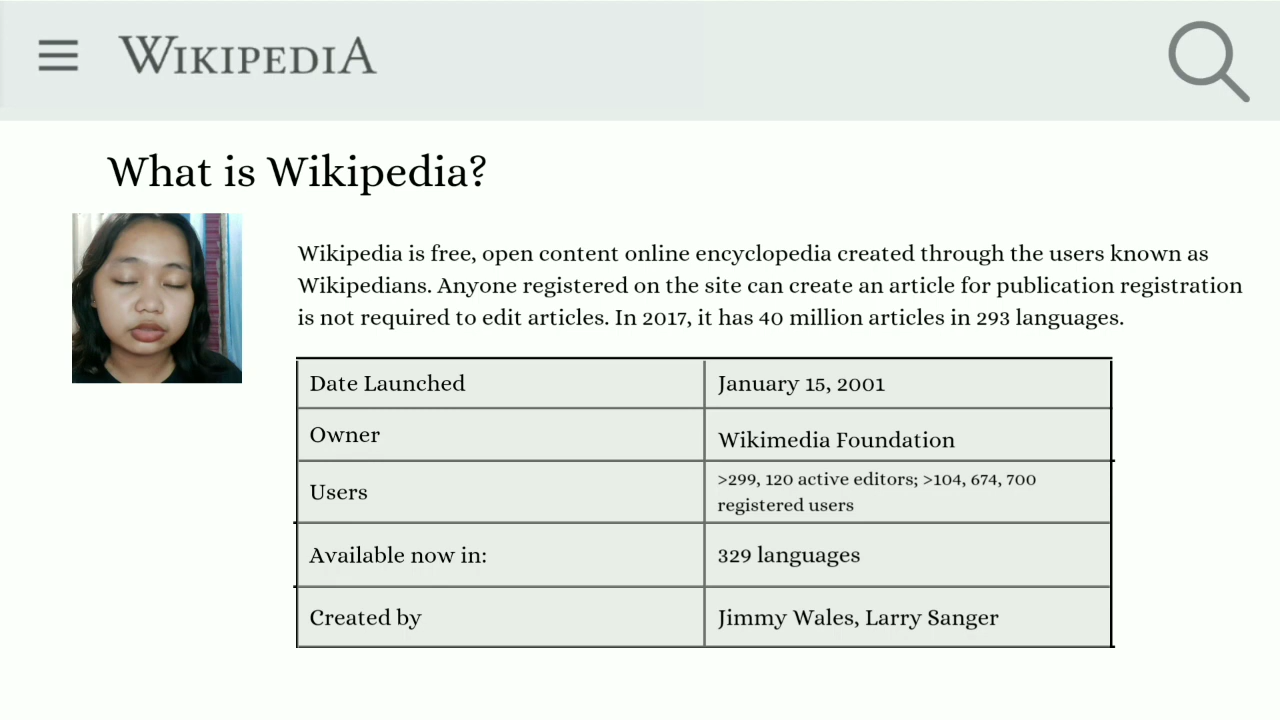 WIKIPEDIA
What is Wikipedia?
Wikipedia is free, open content online encyclopedia created through the users known as
Wikipedians. Anyone registered on the site can create an article for publication registration
is not required to edit articles. In 2017, it has 40 million articles in 293 languages.
Date Launched January 15, 2001
Owner Wikimedia Foundation
Users >299, 120 active editors; >104, 674, 700
registered users
Available now in: 329 languages
Created by Jimmy Wales, Larry Sanger